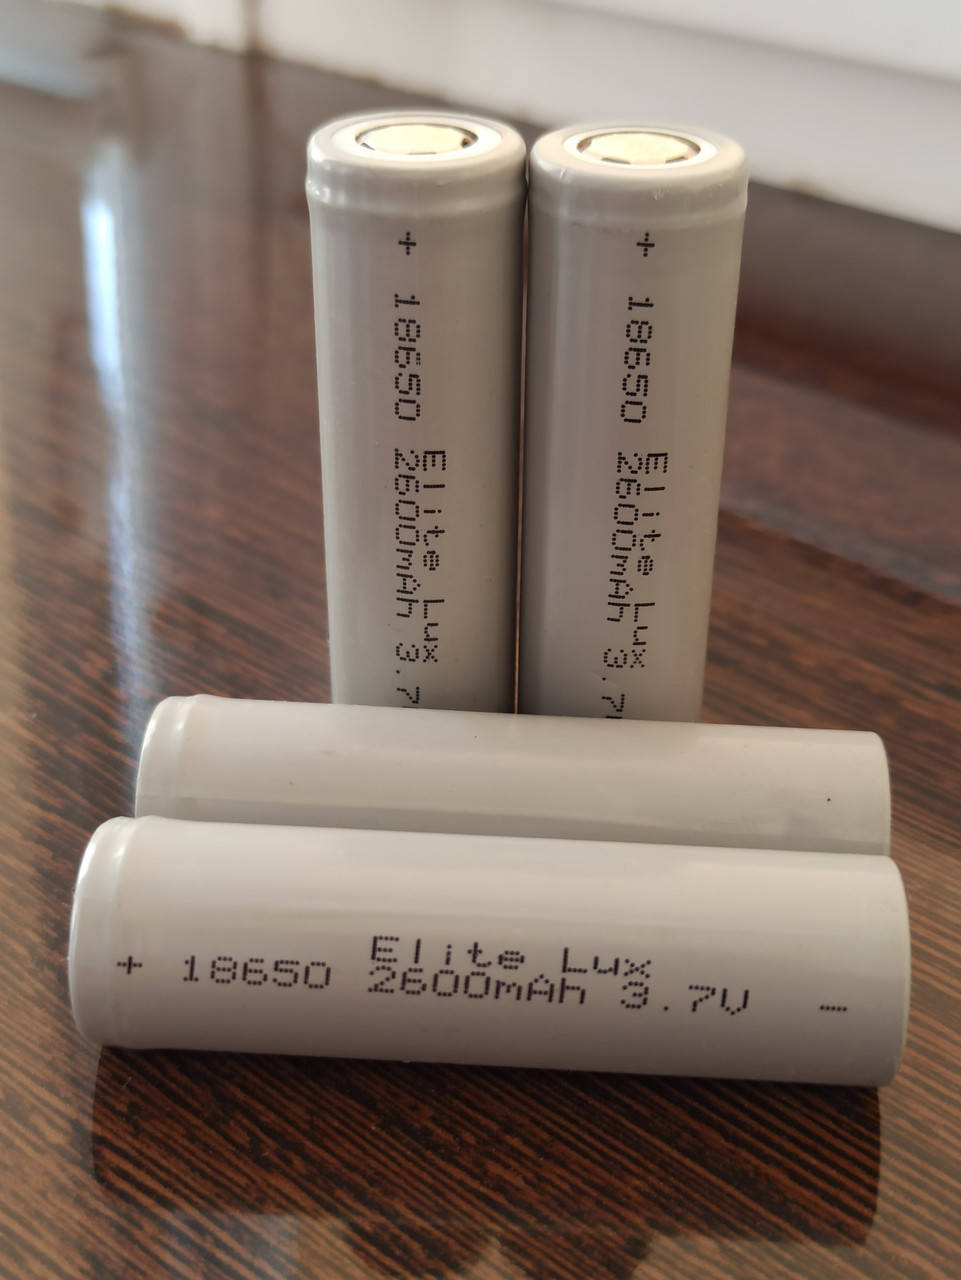 + 18650
Elite Lux
2600mAh 3.7
+ 18650
Elite Lux
2600mAh 3.7
+ 18650
Elite Lux
2600mAh 3.7V -